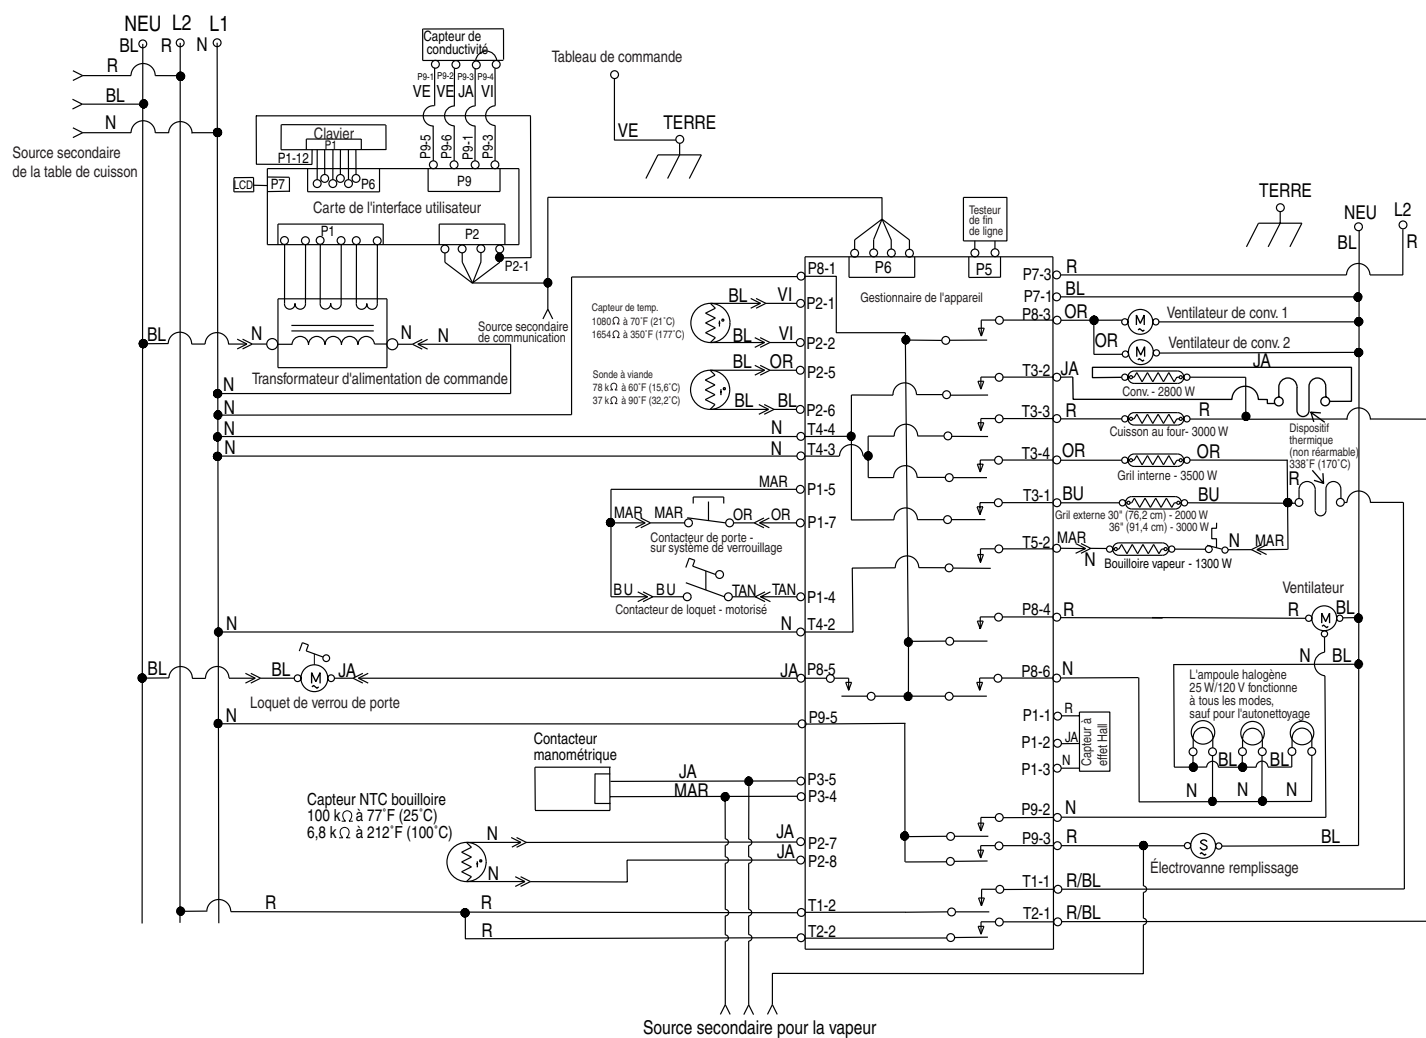 NEU L2 L1
BL R N
R
BL
N
Source secondaire
de la table de cuisson
Capteur de
conductivité
P9-1 P9-2 P9-3 P9-4
VE VE JA VI
P9-5 P9-6 P9-1 P9-3
Clavier
P1
P1-12
LCD P7 P6 P9
Carte de l'interface utilisateur
P1 P2
P2-1
Tableau de commande
VE TERRE
Source secondaire
de communication
BL N N N
Transformateur d'alimentation de commande
N
N
N N
N N
Capteur de temp.
1080Ω à 70˚F (21˚C)
1654Ω à 350˚F (177˚C)
BL VI
BL VI
Sonde à viande
78 kΩ à 60˚F (15,6˚C)
37 kΩ à 90˚F (32,2˚C)
BL OR
BL BL
P8-1
P2-1
P2-2
P2-5
P2-6
T4-4
T4-3
MAR P1-5
MAR MAR OR OR P1-7
Contacteur de porte -
sur système de verrouillage
BU BU TAN TAN P1-4
Contacteur de loquet - motorisé
N N T4-2
BL BL JA JA P8-5
Loquet de verrou de porte
N P9-5
Contacteur
manométrique
JA P3-5
MAR P3-4
Capteur NTC bouilloire
100 kΩ à 77˚F (25˚C)
6,8 kΩ à 212˚F (100˚C)
N JA P2-7
N JA P2-8
R R T1-2
R T2-2
Source secondaire pour la vapeur
P6 P5
Testeur
de fin
de ligne
Gestionnaire de l'appareil
TERRE
NEU L2
BL R
P7-3 R
P7-1 BL
P8-3 OR
Ventilateur de conv. 1
OR
Ventilateur de conv. 2
T3-2 JA JA
Conv. - 2800 W
T3-3 R R
Cuisson au four- 3000 W
Dispositif
thermique
(non réarmable)
338˚F (170˚C)
T3-4 OR OR
Gril interne - 3500 W
R
T3-1 BU BU
Gril externe 30" (76,2 cm) - 2000 W
36" (91,4 cm) - 3000 W
T5-2 MAR N N MAR
Bouilloire vapeur - 1300 W
Ventilateur
P8-4 R R M BL
N BL
P8-6 N
L'ampoule halogène
25 W/120 V fonctionne
à tous les modes,
sauf pour l'autonettoyage
P1-1 R
P1-2 JA
P1-3 N
Capteur à
effet Hall
BL BL
N N N
P9-2 N
P9-3 R S BL
Électrovanne remplissage
T1-1 R/BL
T2-1 R/BL
M
M
M